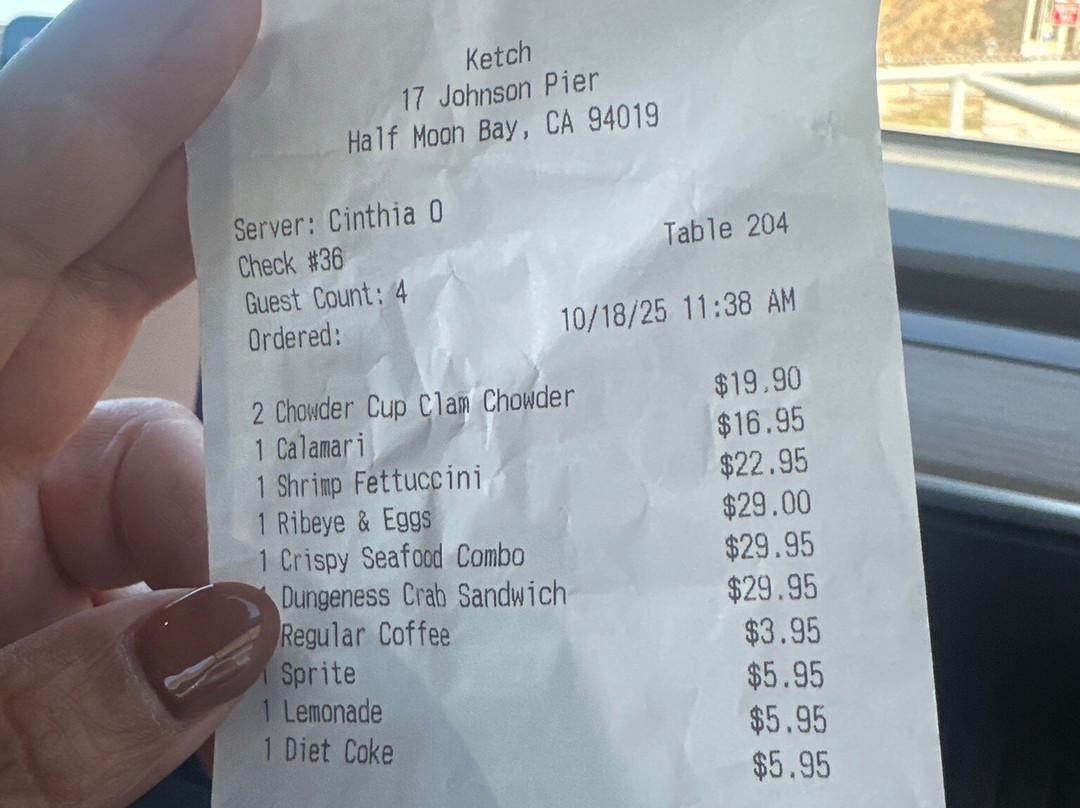 Ketch
17 Johnson Pier
Half Moon Bay, CA 94019
Server: Cinthia O
Table 204
Check #36
Guest Count: 4
Ordered: 10/18/25 11:38 AM
2 Chowder Cup Clam Chowder $19.90
1 Calamari $16.95
1 Shrimp Fettuccini $22.95
1 Ribeye & Eggs $29.00
1 Crispy Seafood Combo $29.95
Dungeness Crab Sandwich $29.95
Regular Coffee $3.95
1 Sprite $5.95
1 Lemonade $5.95
1 Diet Coke $5.95